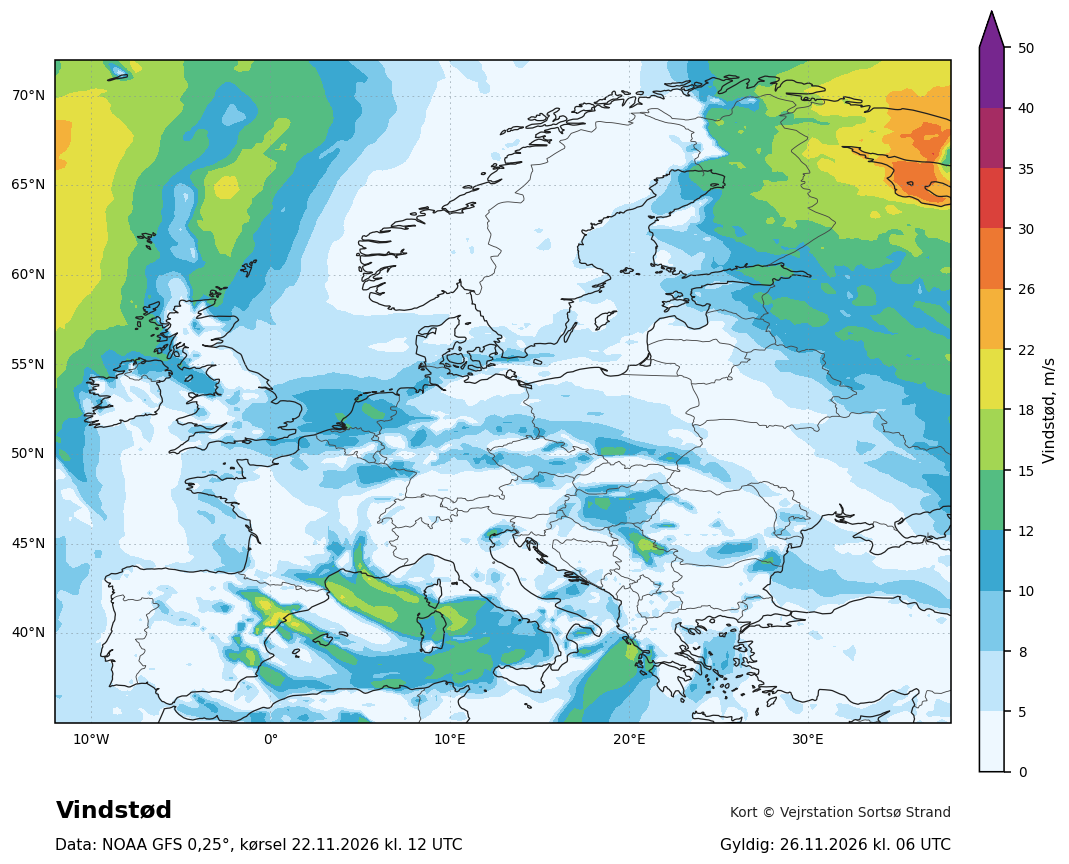 50
40
35
30
26
22
18
15
12
10
8
5
0
Vindstød, m/s
70°N
65°N
60°N
55°N
50°N
45°N
40°N
10°W
0°
10°E
20°E
30°E
Vindstød
Kort © Vejrstation Sortsø Strand
Data: NOAA GFS 0,25°, kørsel 22.11.2026 kl. 12 UTC
Gyldig: 26.11.2026 kl. 06 UTC